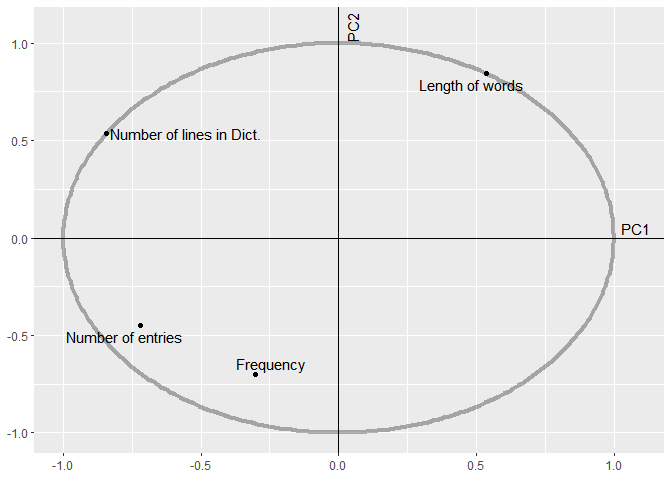 PC2
1.0
Length of words
Number of lines in Dict.
0.5
PC1
0.0
Number of entries
-0.5
Frequency
-1.0
-1.0 -0.5 0.0 0.5 1.0